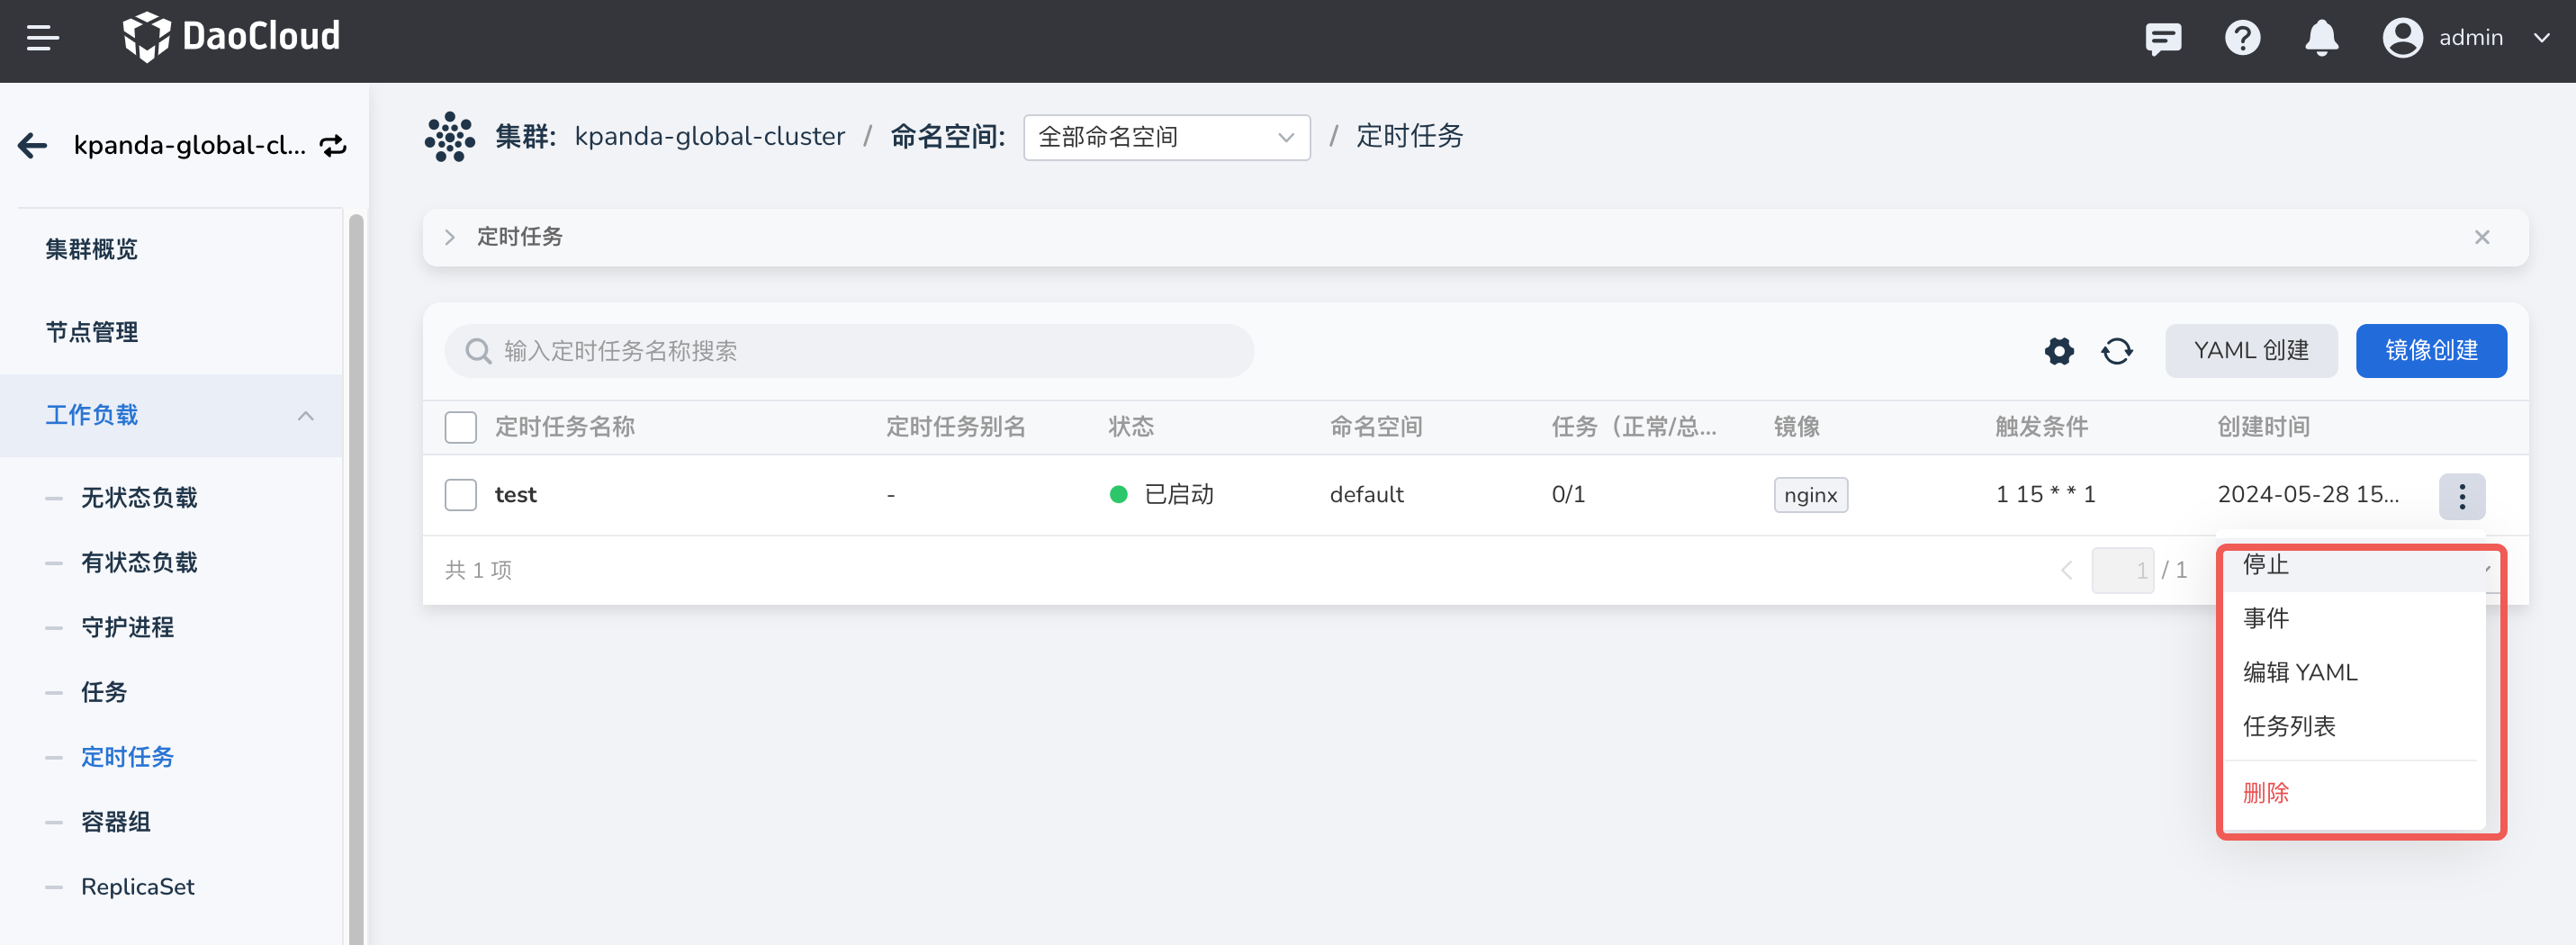 DaoCloud
admin
kpanda-global-cl...
集群: kpanda-global-cluster / 命名空间: 全部命名空间 / 定时任务
集群概览
节点管理
工作负载
无状态负载
有状态负载
守护进程
任务
定时任务
容器组
ReplicaSet
定时任务
输入定时任务名称搜索
YAML 创建
镜像创建
定时任务名称 定时任务别名 状态 命名空间 任务（正常/总... 镜像 触发条件 创建时间
test - 已启动 default 0/1 nginx 1 15 * * 1 2024-05-28 15...
共 1 项
1 / 1
停止
事件
编辑 YAML
任务列表
删除